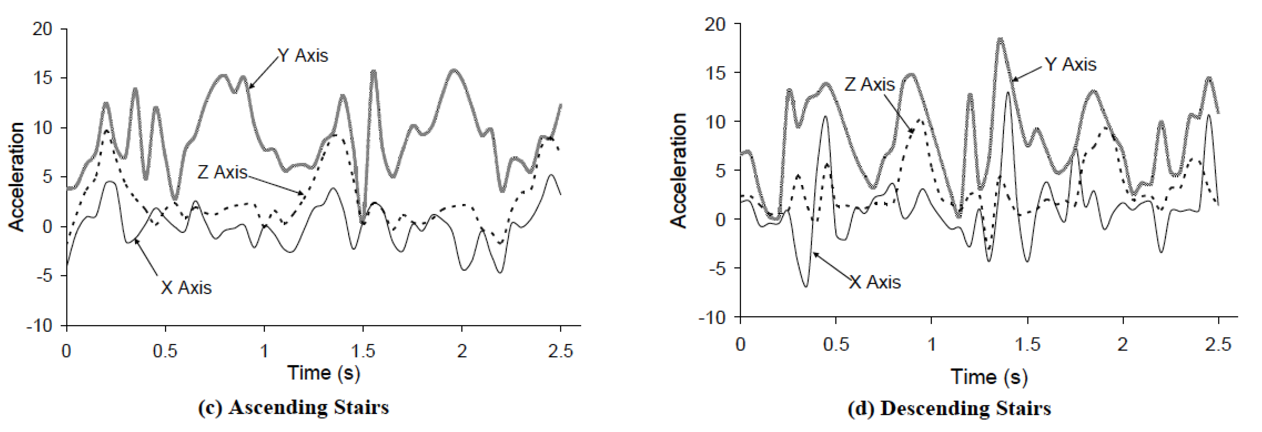 20
15
10
5
0
-5
-10
Acceleration
Y Axis
Z Axis
X Axis
0 0.5 1 1.5 2 2.5
Time (s)
(c) Ascending Stairs
20
15
10
5
0
-5
-10
Acceleration
Y Axis
Z Axis
X Axis
0 0.5 1 1.5 2 2.5
Time (s)
(d) Descending Stairs